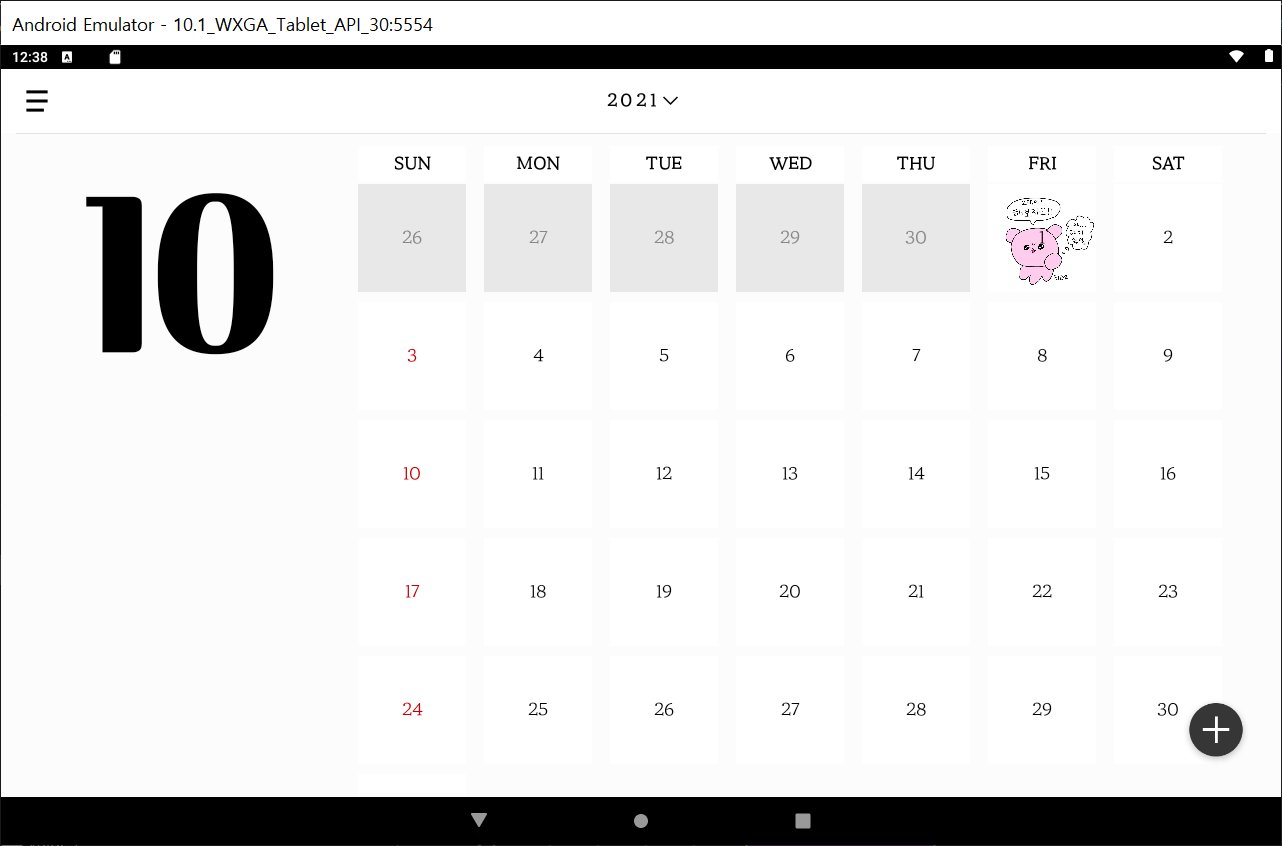 Android Emulator - 10.1_WXGA_Tablet_API_30:5554
12:38
2021
10
SUN MON TUE WED THU FRI SAT
26 27 28 29 30 1 2
3 4 5 6 7 8 9
10 11 12 13 14 15 16
17 18 19 20 21 22 23
24 25 26 27 28 29 30